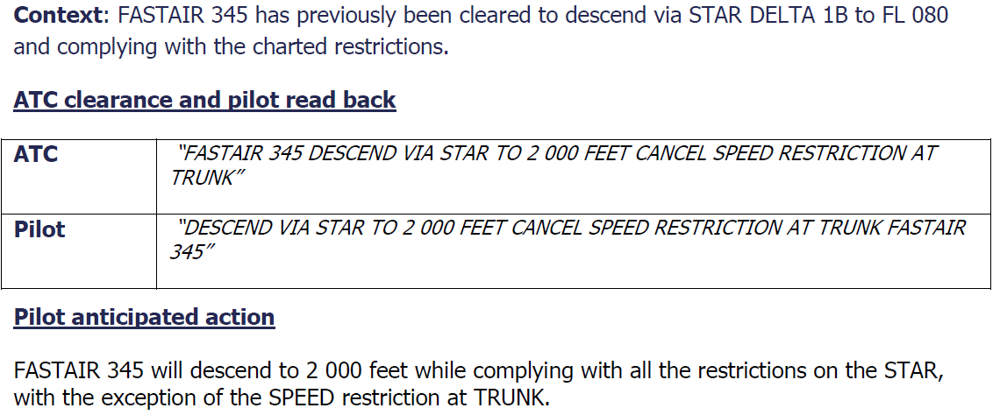 Context: FASTAIR 345 has previously been cleared to descend via STAR DELTA 1B to FL 080
and complying with the charted restrictions.
ATC clearance and pilot read back
ATC
“FASTAIR 345 DESCEND VIA STAR TO 2 000 FEET CANCEL SPEED RESTRICTION AT
TRUNK”
Pilot
“DESCEND VIA STAR TO 2 000 FEET CANCEL SPEED RESTRICTION AT TRUNK FASTAIR
345”
Pilot anticipated action
FASTAIR 345 will descend to 2 000 feet while complying with all the restrictions on the STAR,
with the exception of the SPEED restriction at TRUNK.